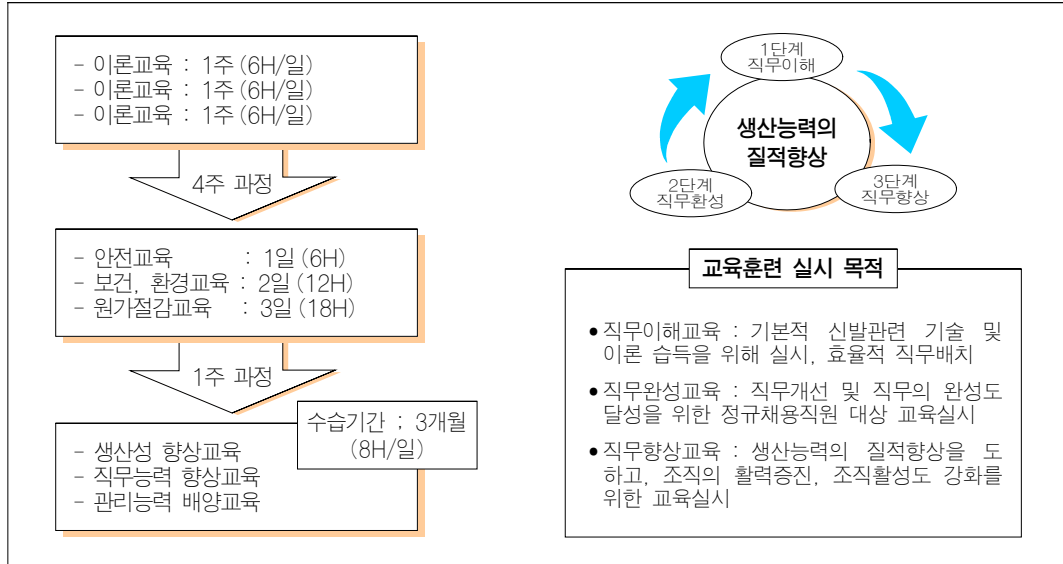 - 이론교육 : 1주 (6H/일)
- 이론교육 : 1주 (6H/일)
- 이론교육 : 1주 (6H/일)
4주 과정
- 안전교육 : 1일 (6H)
- 보건, 환경교육 : 2일 (12H)
- 원가절감교육 : 3일 (18H)
1주 과정
수습기간 ; 3개월
(8H/일)
- 생산성 향상교육
- 직무능력 향상교육
- 관리능력 배양교육
1단계
직무이해
생산능력의
질적향상
2단계
직무환성
3단계
직무향상
교육훈련 실시 목적
● 직무이해교육 : 기본적 신발관련 기술 및
이론 습득을 위해 실시, 효율적 직무배치
● 직무완성교육 : 직무개선 및 직무의 완성도
달성을 위한 정규채용직원 대상 교육실시
● 직무향상교육 : 생산능력의 질적향상을 도
하고, 조직의 활력증진, 조직활성도 강화를
위한 교육실시